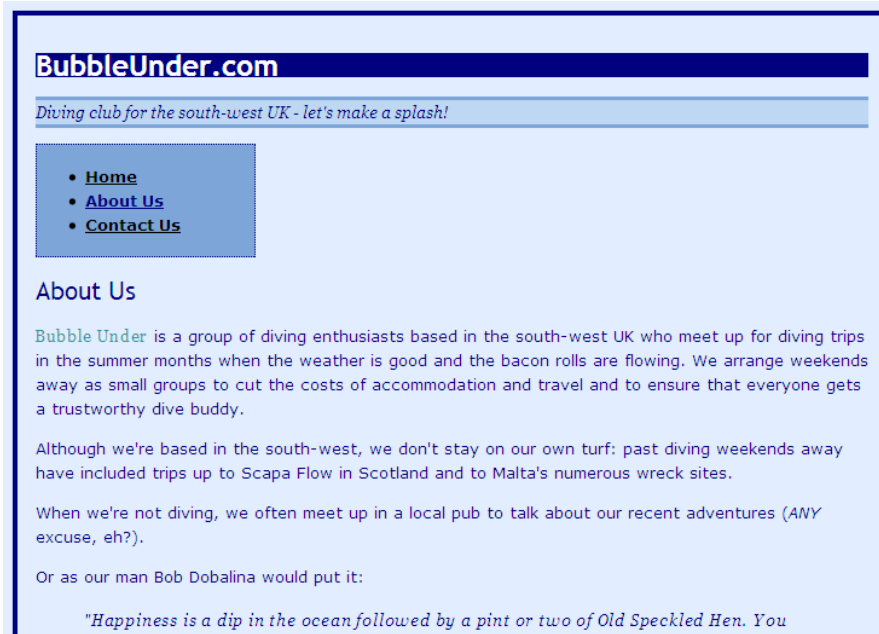 BubbleUnder.com
Diving club for the south-west UK - let's make a splash!
• Home
• About Us
• Contact Us
About Us
Bubble Under is a group of diving enthusiasts based in the south-west UK who meet up for diving trips
in the summer months when the weather is good and the bacon rolls are flowing. We arrange weekends
away as small groups to cut the costs of accommodation and travel and to ensure that everyone gets
a trustworthy dive buddy.
Although we're based in the south-west, we don't stay on our own turf: past diving weekends away
have included trips up to Scapa Flow in Scotland and to Malta's numerous wreck sites.
When we're not diving, we often meet up in a local pub to talk about our recent adventures (ANY
excuse, eh?).
Or as our man Bob Dobalina would put it:
"Happiness is a dip in the ocean followed by a pint or two of Old Speckled Hen. You